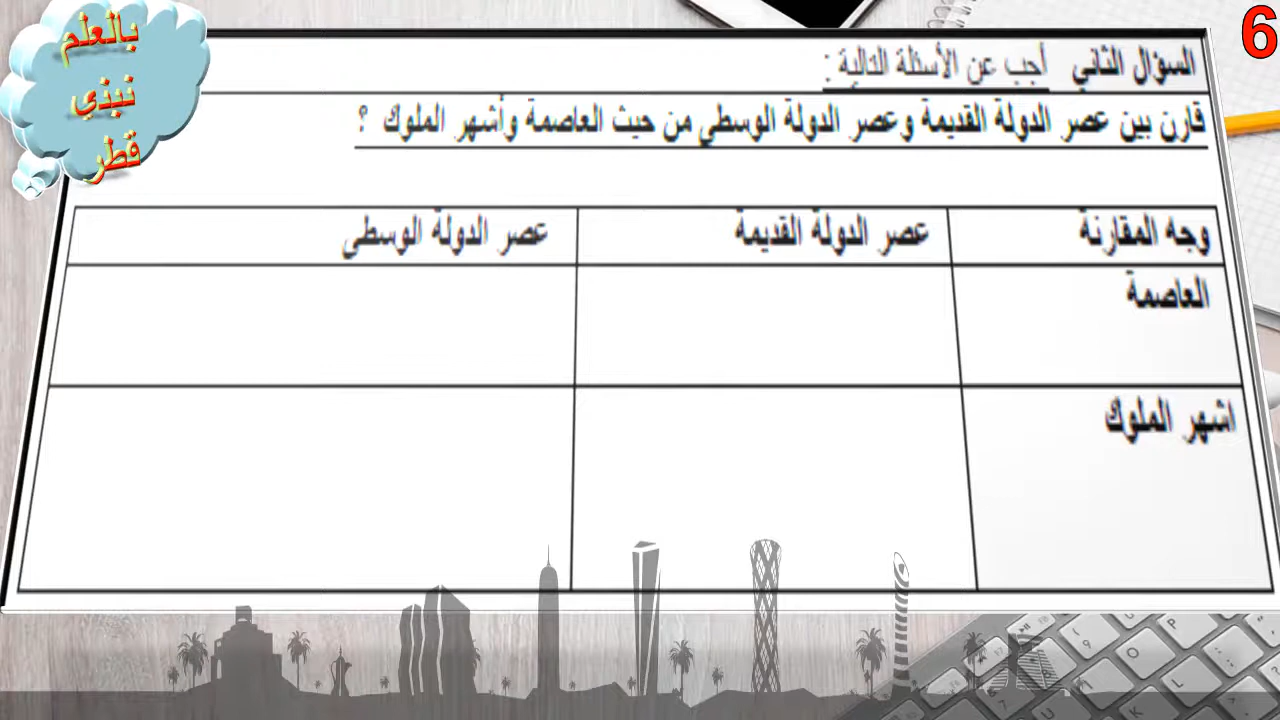 6
بالعلم
نبني
قطر
السؤال الثاني أجب عن الأسئلة التالية :
قارن بين عصر الدولة القديمة وعصر الدولة الوسطي من حيث العاصمة وأشهر الملوك ؟
وجه المقارنة عصر الدولة القديمة عصر الدولة الوسطى
العاصمة
اشهر الملوك